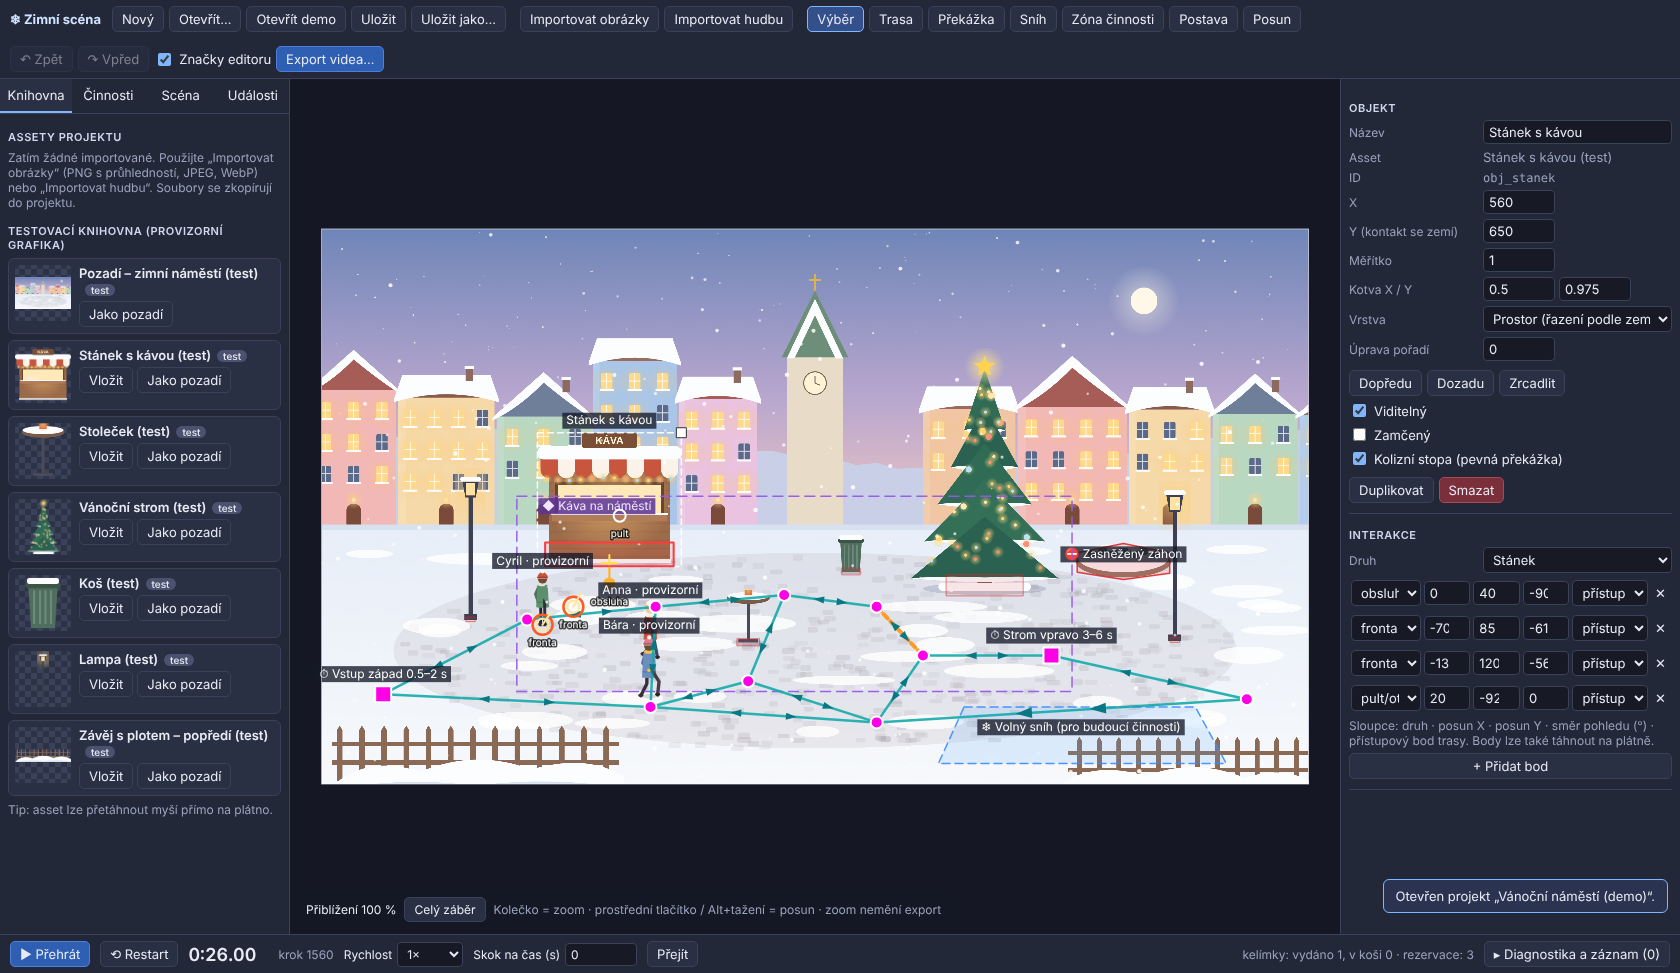 ❄ Zimní scéna Nový Otevřít... Otevřít demo Uložit Uložit jako... Importovat obrázky Importovat hudbu Výběr Trasa Překážka Sníh Zóna činnosti Postava Posun
↶ Zpět ↷ Vpřed Značky editoru Export videa...
Knihovna Činnosti Scéna Události
ASSETY PROJEKTU
Zatím žádné importované. Použijte „Importovat
obrázky“ (PNG s průhledností, JPEG, WebP)
nebo „Importovat hudbu“. Soubory se zkopírují
do projektu.
TESTOVACÍ KNIHOVNA (PROVIZORNÍ
GRAFIKA)
Pozadí – zimní náměstí (test)
test
Jako pozadí
Stánek s kávou (test) test
Vložit Jako pozadí
Stoleček (test) test
Vložit Jako pozadí
Vánoční strom (test) test
Vložit Jako pozadí
Koš (test) test
Vložit Jako pozadí
Lampa (test) test
Vložit Jako pozadí
Závěj s plotem – popředí (test)
test
Vložit Jako pozadí
Tip: asset lze přetáhnout myší přímo na plátno.
Stánek s kávou
KÁVA
Káva na náměstí
pult
Cyril · provizorní
⛔ Zasněžený záhon
Anna · provizorní
obsluha
fronta
Bára · provizorní
fronta
⏱ Strom vpravo 3–6 s
⏱ Vstup západ 0.5–2 s
❄ Volný sníh (pro budoucí činnosti)
Přiblížení 100 % Celý záběr Kolečko = zoom · prostřední tlačítko / Alt+tažení = posun · zoom nemění export
OBJEKT
Název Stánek s kávou
Asset Stánek s kávou (test)
ID obj_stanek
X 560
Y (kontakt se zemí) 650
Měřítko 1
Kotva X / Y 0.5 0.975
Vrstva Prostor (řazení podle zem
Úprava pořadí 0
Dopředu Dozadu Zrcadlit
Viditelný
Zamčený
Kolizní stopa (pevná překážka)
Duplikovat Smazat
INTERAKCE
Druh Stánek
obsluh 0 40 -90 přístup ✕
fronta -70 85 -61 přístup ✕
fronta -13 120 -56 přístup ✕
pult/ot 20 -92 0 přístup ✕
Sloupce: druh · posun X · posun Y · směr pohledu (°) ·
přístupový bod trasy. Body lze také táhnout na plátně.
+ Přidat bod
Otevřen projekt „Vánoční náměstí (demo)“.
▶ Přehrát ⟲ Restart 0:26.00 krok 1560 Rychlost 1× Skok na čas (s) 0 Přejít kelímky: vydáno 1, v koši 0 · rezervace: 3 ▸ Diagnostika a záznam (0)